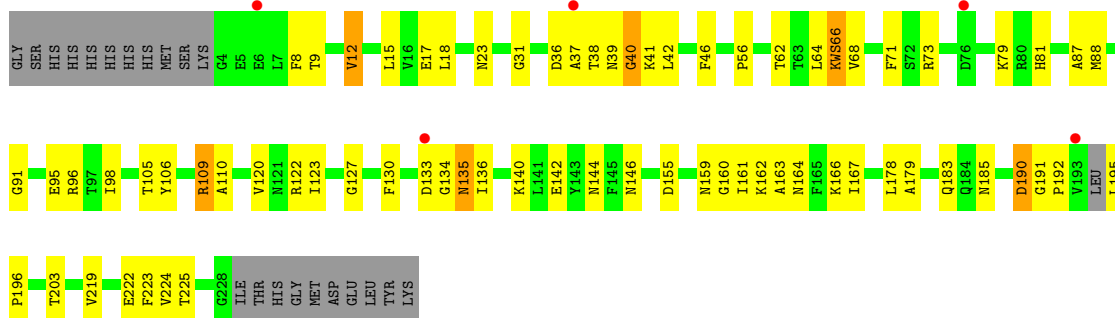 GLY SER HIS HIS HIS HIS HIS HIS MET SER LYS G4 E5 E6 L7 F8 T9 V12 L15 V16 E17 L18 N23 G31 D36 A37 T38 N39 G40 K41 L42 F46 P56 T62 T63 L64 KWS66 V68 F71 S72 R73 D76 K79 R80 H81 A87 M88
G91 E95 R96 T97 I98 T105 Y106 R109 A110 V120 N121 R122 I123 G127 F130 D133 G134 N135 I136 K140 L141 E142 Y143 N144 F145 N146 D155 N159 G160 I161 K162 A163 N164 F165 K166 I167 L178 A179 Q183 Q184 N185 D190 G191 P192 V193 LEU L195
P196 T203 V219 E222 F223 V224 T225 G228 ILE THR HIS GLY MET ASP GLU LEU TYR LYS